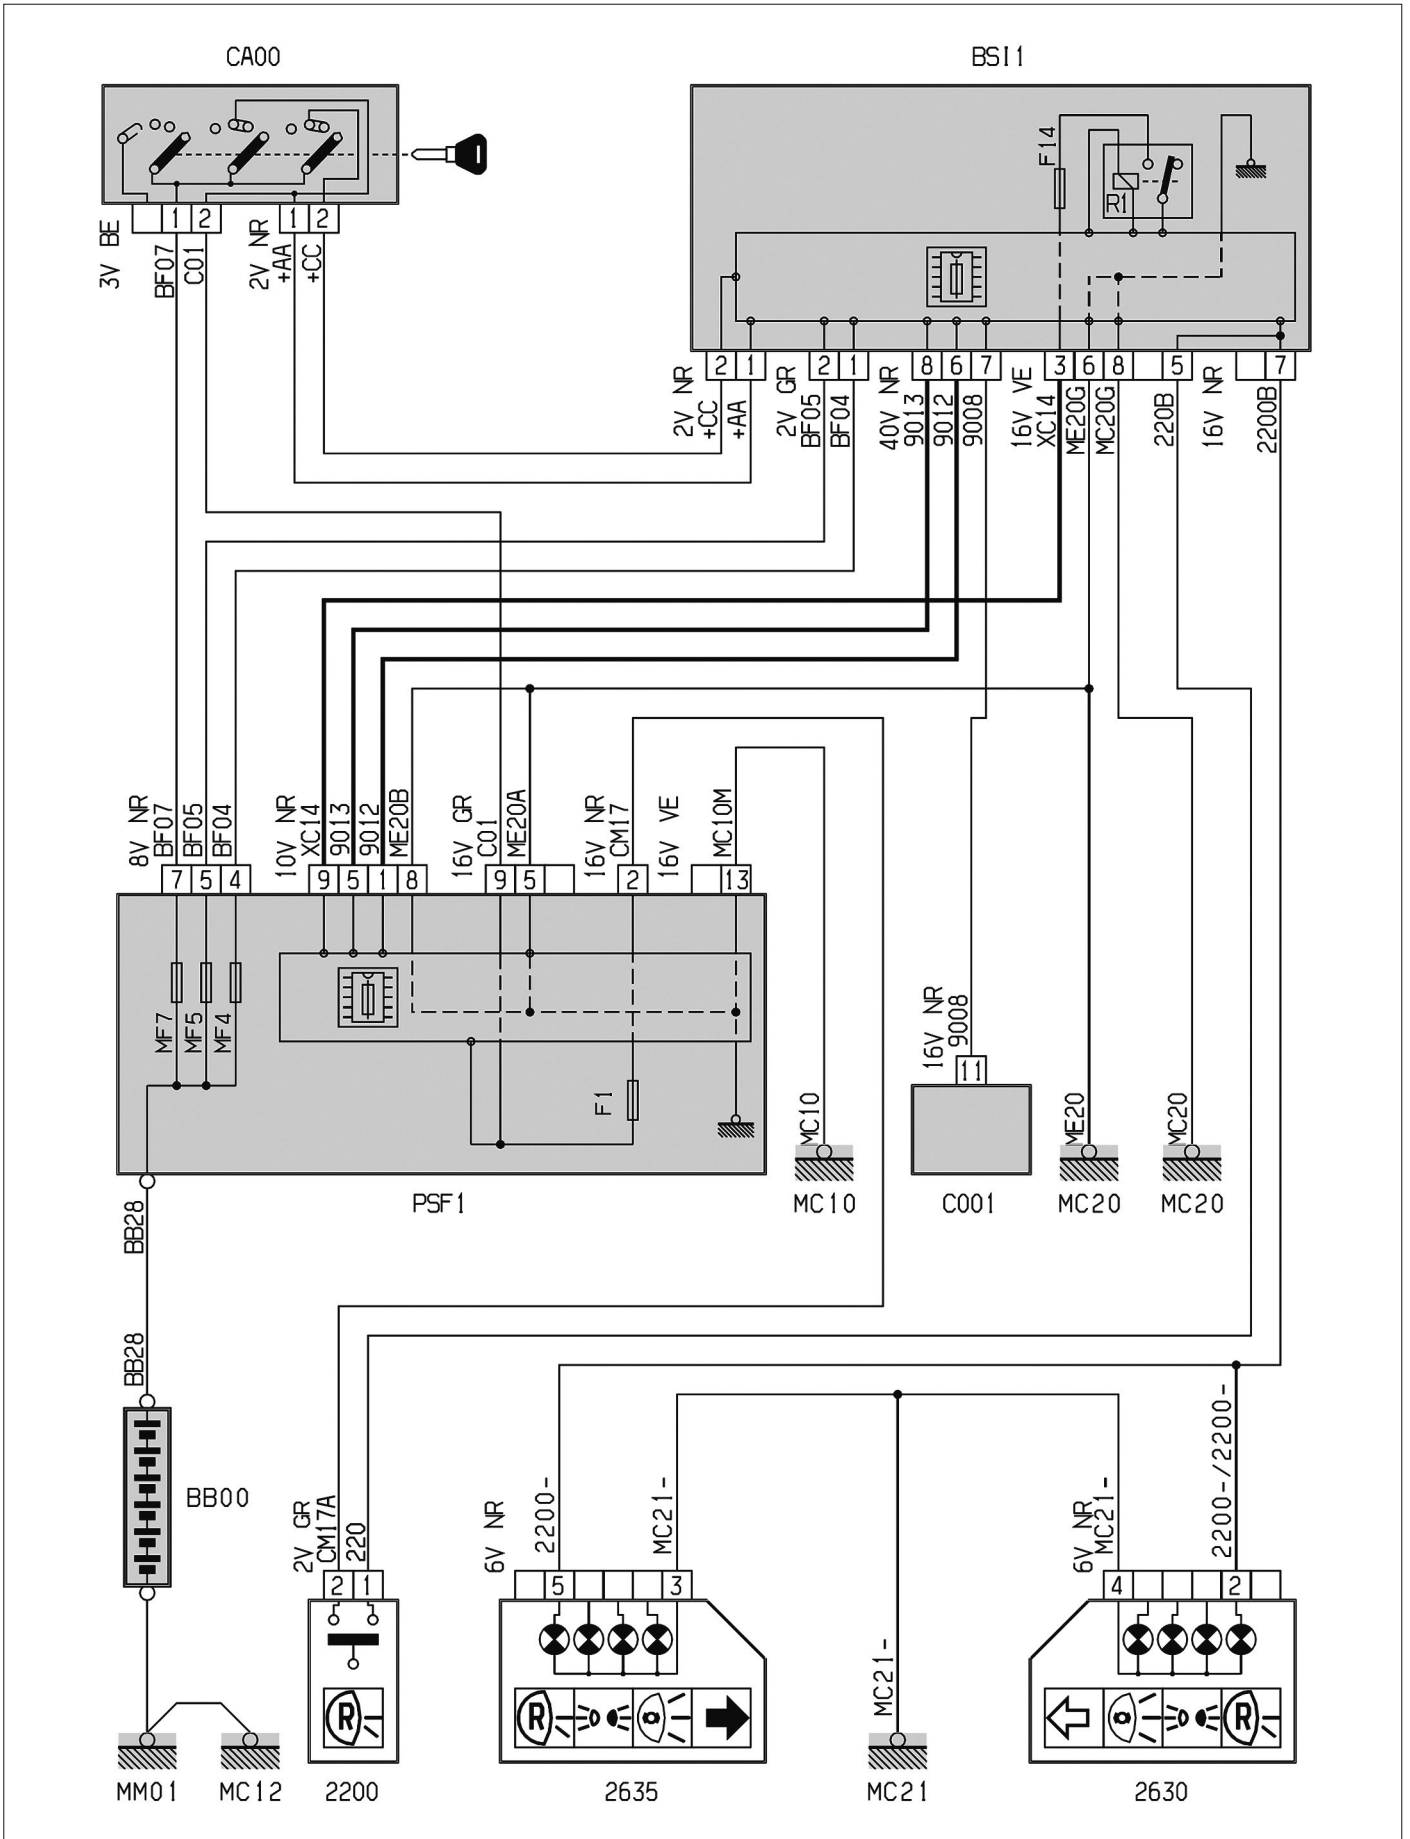 CA00
BSI1
F14
R1
1 2
1 2
3V BE
BF07
C01
2V NR
+AA
+CC
2 1
2 1
8 6 7
3 6 8
5
7
2V NR
+CC
+AA
2V GR
BF05
BF04
40V NR
9013
9012
9008
16V VE
XC14
ME20G
MC20G
220B
16V NR
2200B
8V NR
BF07
BF05
BF04
10V NR
XC14
9013
9012
ME20B
16V GR
C01
ME20A
16V NR
CM17
16V VE
MC10M
7 5 4
9 5 1 8
9 5
2
13
MF7
MF5
MF4
F1
PSF1
MC10
MC10
16V NR
9008
11
C001
ME20
MC20
MC20
MC20
BB28
BB28
BB00
MM01
MC12
2V GR
CM17A
220
2 1
R
2200
6V NR
2200-
MC21-
5
3
R
2635
MC21-
MC21
6V NR
MC21-
2200-/2200-
4
2
R
2630